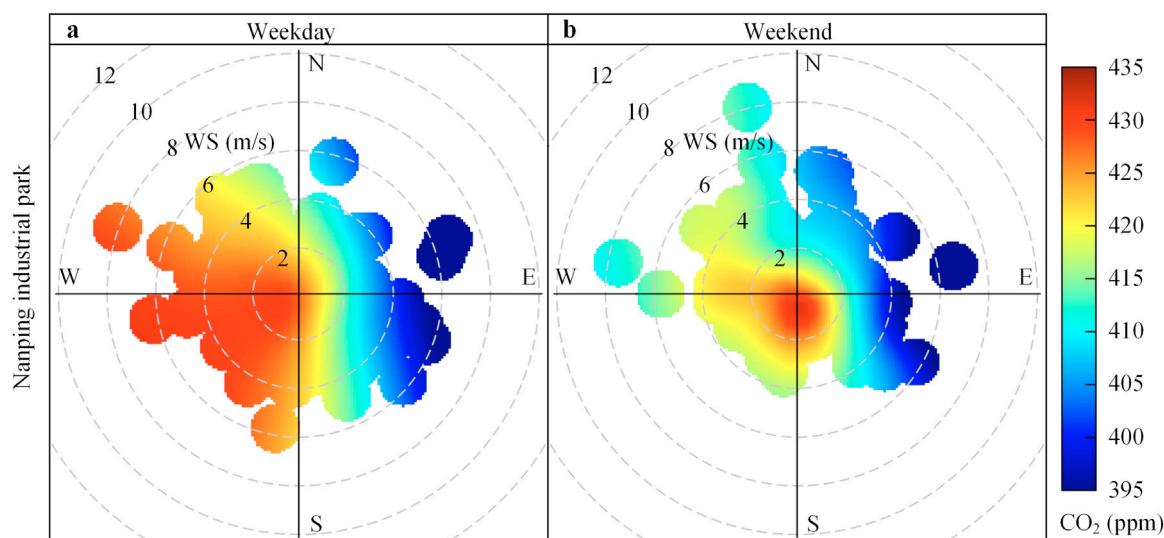 a Weekday
b Weekend
Nanping industrial park
N
12
10
8
WS (m/s)
6
4
2
W
E
S
N
12
10
8
WS (m/s)
6
4
2
W
E
S
435
430
425
420
415
410
405
400
395
CO₂ (ppm)